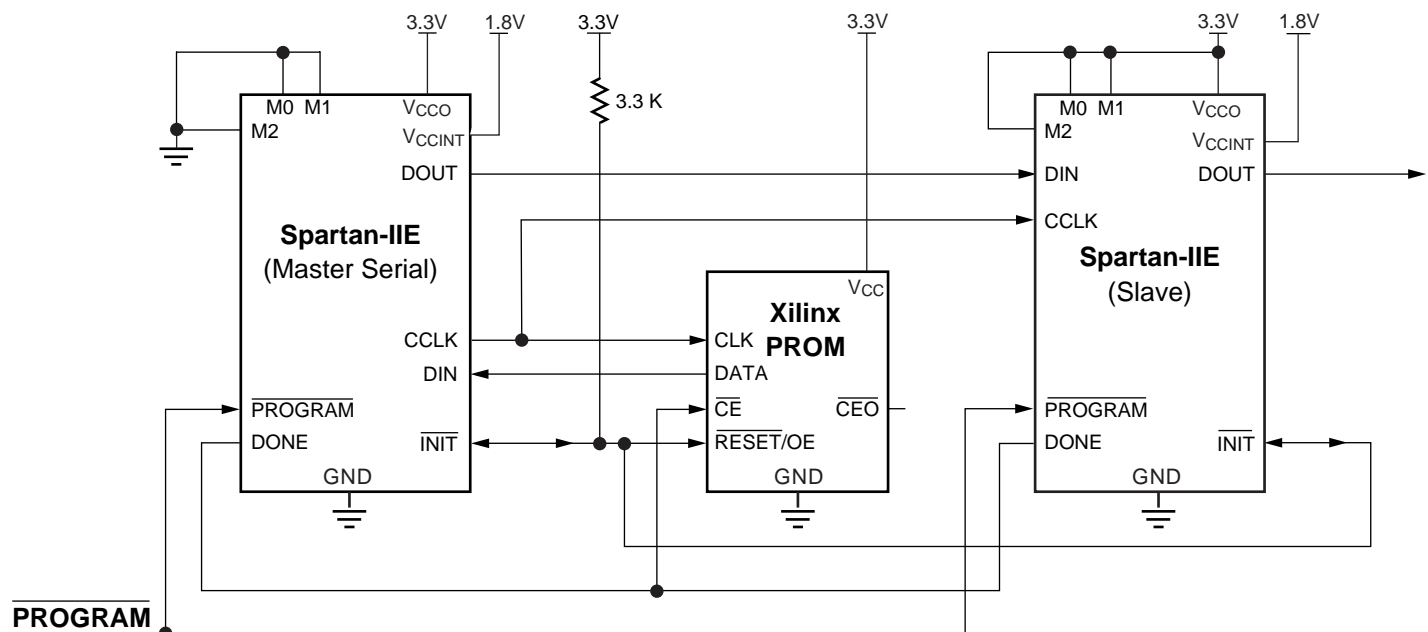 3.3V 1.8V 3.3V 3.3V 3.3V 1.8V
M0 M1 VCCO
M2
VCCINT
DOUT
Spartan-IIE
(Master Serial)
CCLK
DIN
PROGRAM
DONE
INIT
GND
3.3 K
VCC
Xilinx
PROM
CLK
DATA
CE CEO
RESET/OE
GND
M0 M1 VCCO
M2
VCCINT
DIN DOUT
CCLK
Spartan-IIE
(Slave)
PROGRAM
DONE
INIT
GND
PROGRAM